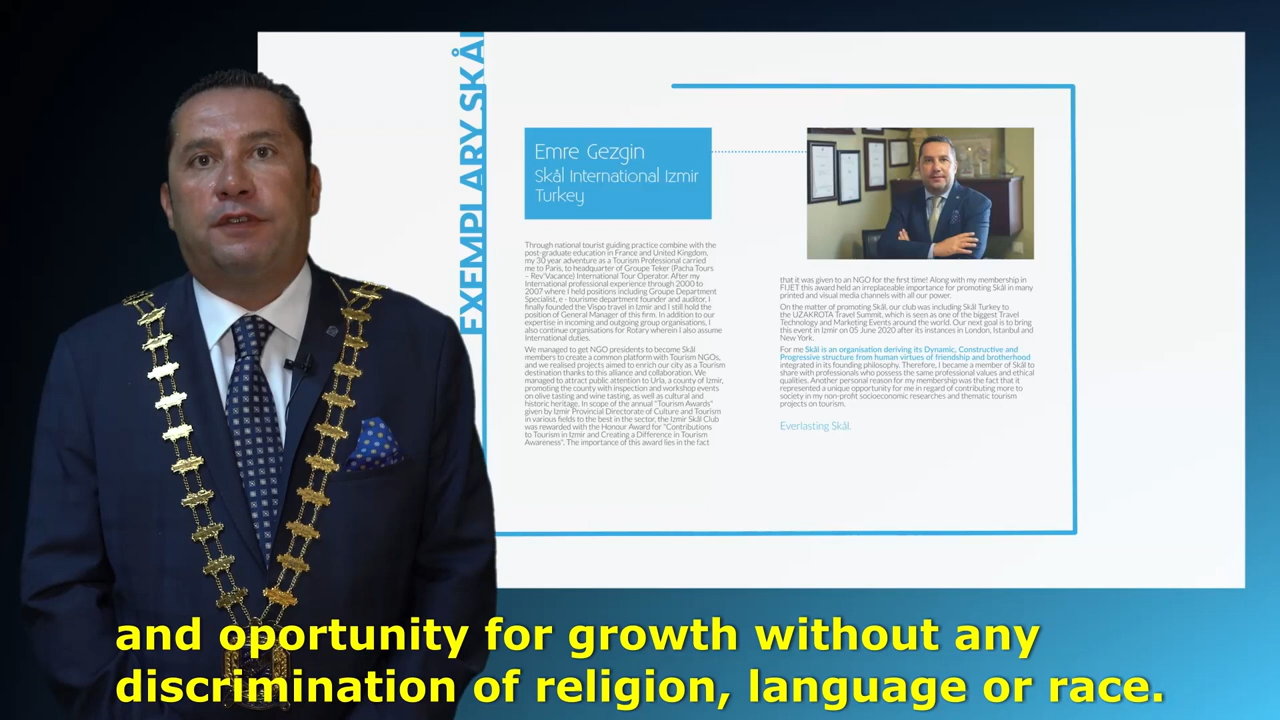 EXEMPLARY SKÅL
Emre Gezgin
Skål International Izmir
Turkey
Through national tourist guiding practice combine with the
post-graduate education in France and United Kingdom,
my 30 year adventure as a Tourism Professional carried
me to Paris, to headquarter of Groupe Teker (Pacha Tours
– Rev'Vacance) International Tour Operator. After my
International professional experience through 2000 to
2007 where I held positions including Groupe Department
Specialist, e - tourisme department founder and auditor, I
finally founded the Vispo travel in Izmir and I still hold the
position of General Manager of this firm. In addition to our
expertise in incoming and outgoing group organisations, I
also continue organisations for Rotary wherein I also assume
International duties.
We managed to get NGO presidents to become Skål
members to create a common platform with Tourism NGOs,
and we realised projects aimed to enrich our city as a Tourism
destination thanks to this alliance and collaboration. We
managed to attract public attention to Urla, a county of Izmir,
promoting the county with inspection and workshop events
on olive tasting and wine tasting, as well as cultural and
historic heritage. In scope of the annual "Tourism Awards"
given by Izmir Provincial Directorate of Culture and Tourism
in various fields to the best in the sector, the Izmir Skål Club
was rewarded with the Honour Award for "Contributions
to Tourism in Izmir and Creating a Difference in Tourism
Awareness". The importance of this award lies in the fact
that it was given to an NGO for the first time! Along with my membership in
FIJET this award held an irreplaceable importance for promoting Skål in many
printed and visual media channels with all our power.
On the matter of promoting Skål, our club was including Skål Turkey to
the UZAKROTA Travel Summit, which is seen as one of the biggest Travel
Technology and Marketing Events around the world. Our next goal is to bring
this event in Izmir on 05 June 2020 after its instances in London, Istanbul and
New York.
For me Skål is an organisation deriving its Dynamic, Constructive and
Progressive structure from human virtues of friendship and brotherhood
integrated in its founding philosophy. Therefore, I became a member of Skål to
share with professionals who possess the same professional values and ethical
qualities. Another personal reason for my membership was the fact that it
represented a unique opportunity for me in regard of contributing more to
society in my non-profit socioeconomic researches and thematic tourism
projects on tourism.
Everlasting Skål.
and oportunity for growth without any
discrimination of religion, language or race.